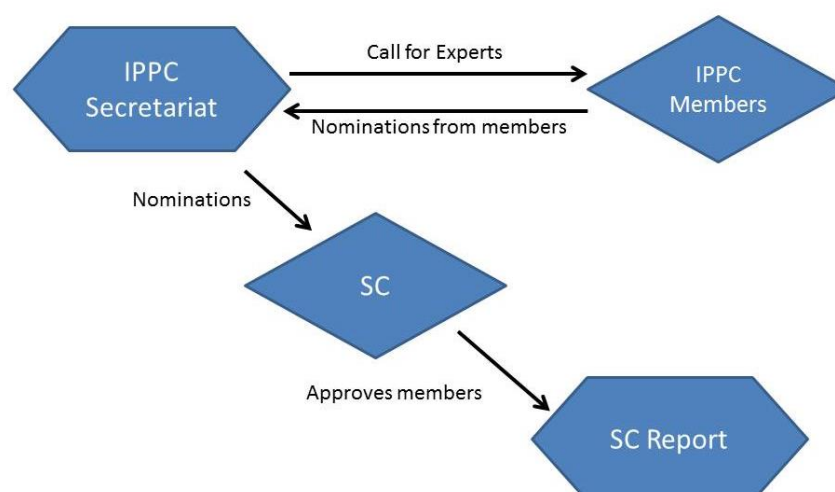 Call for Experts
IPPC
Secretariat
IPPC
Members
Nominations from members
Nominations
SC
Approves members
SC Report